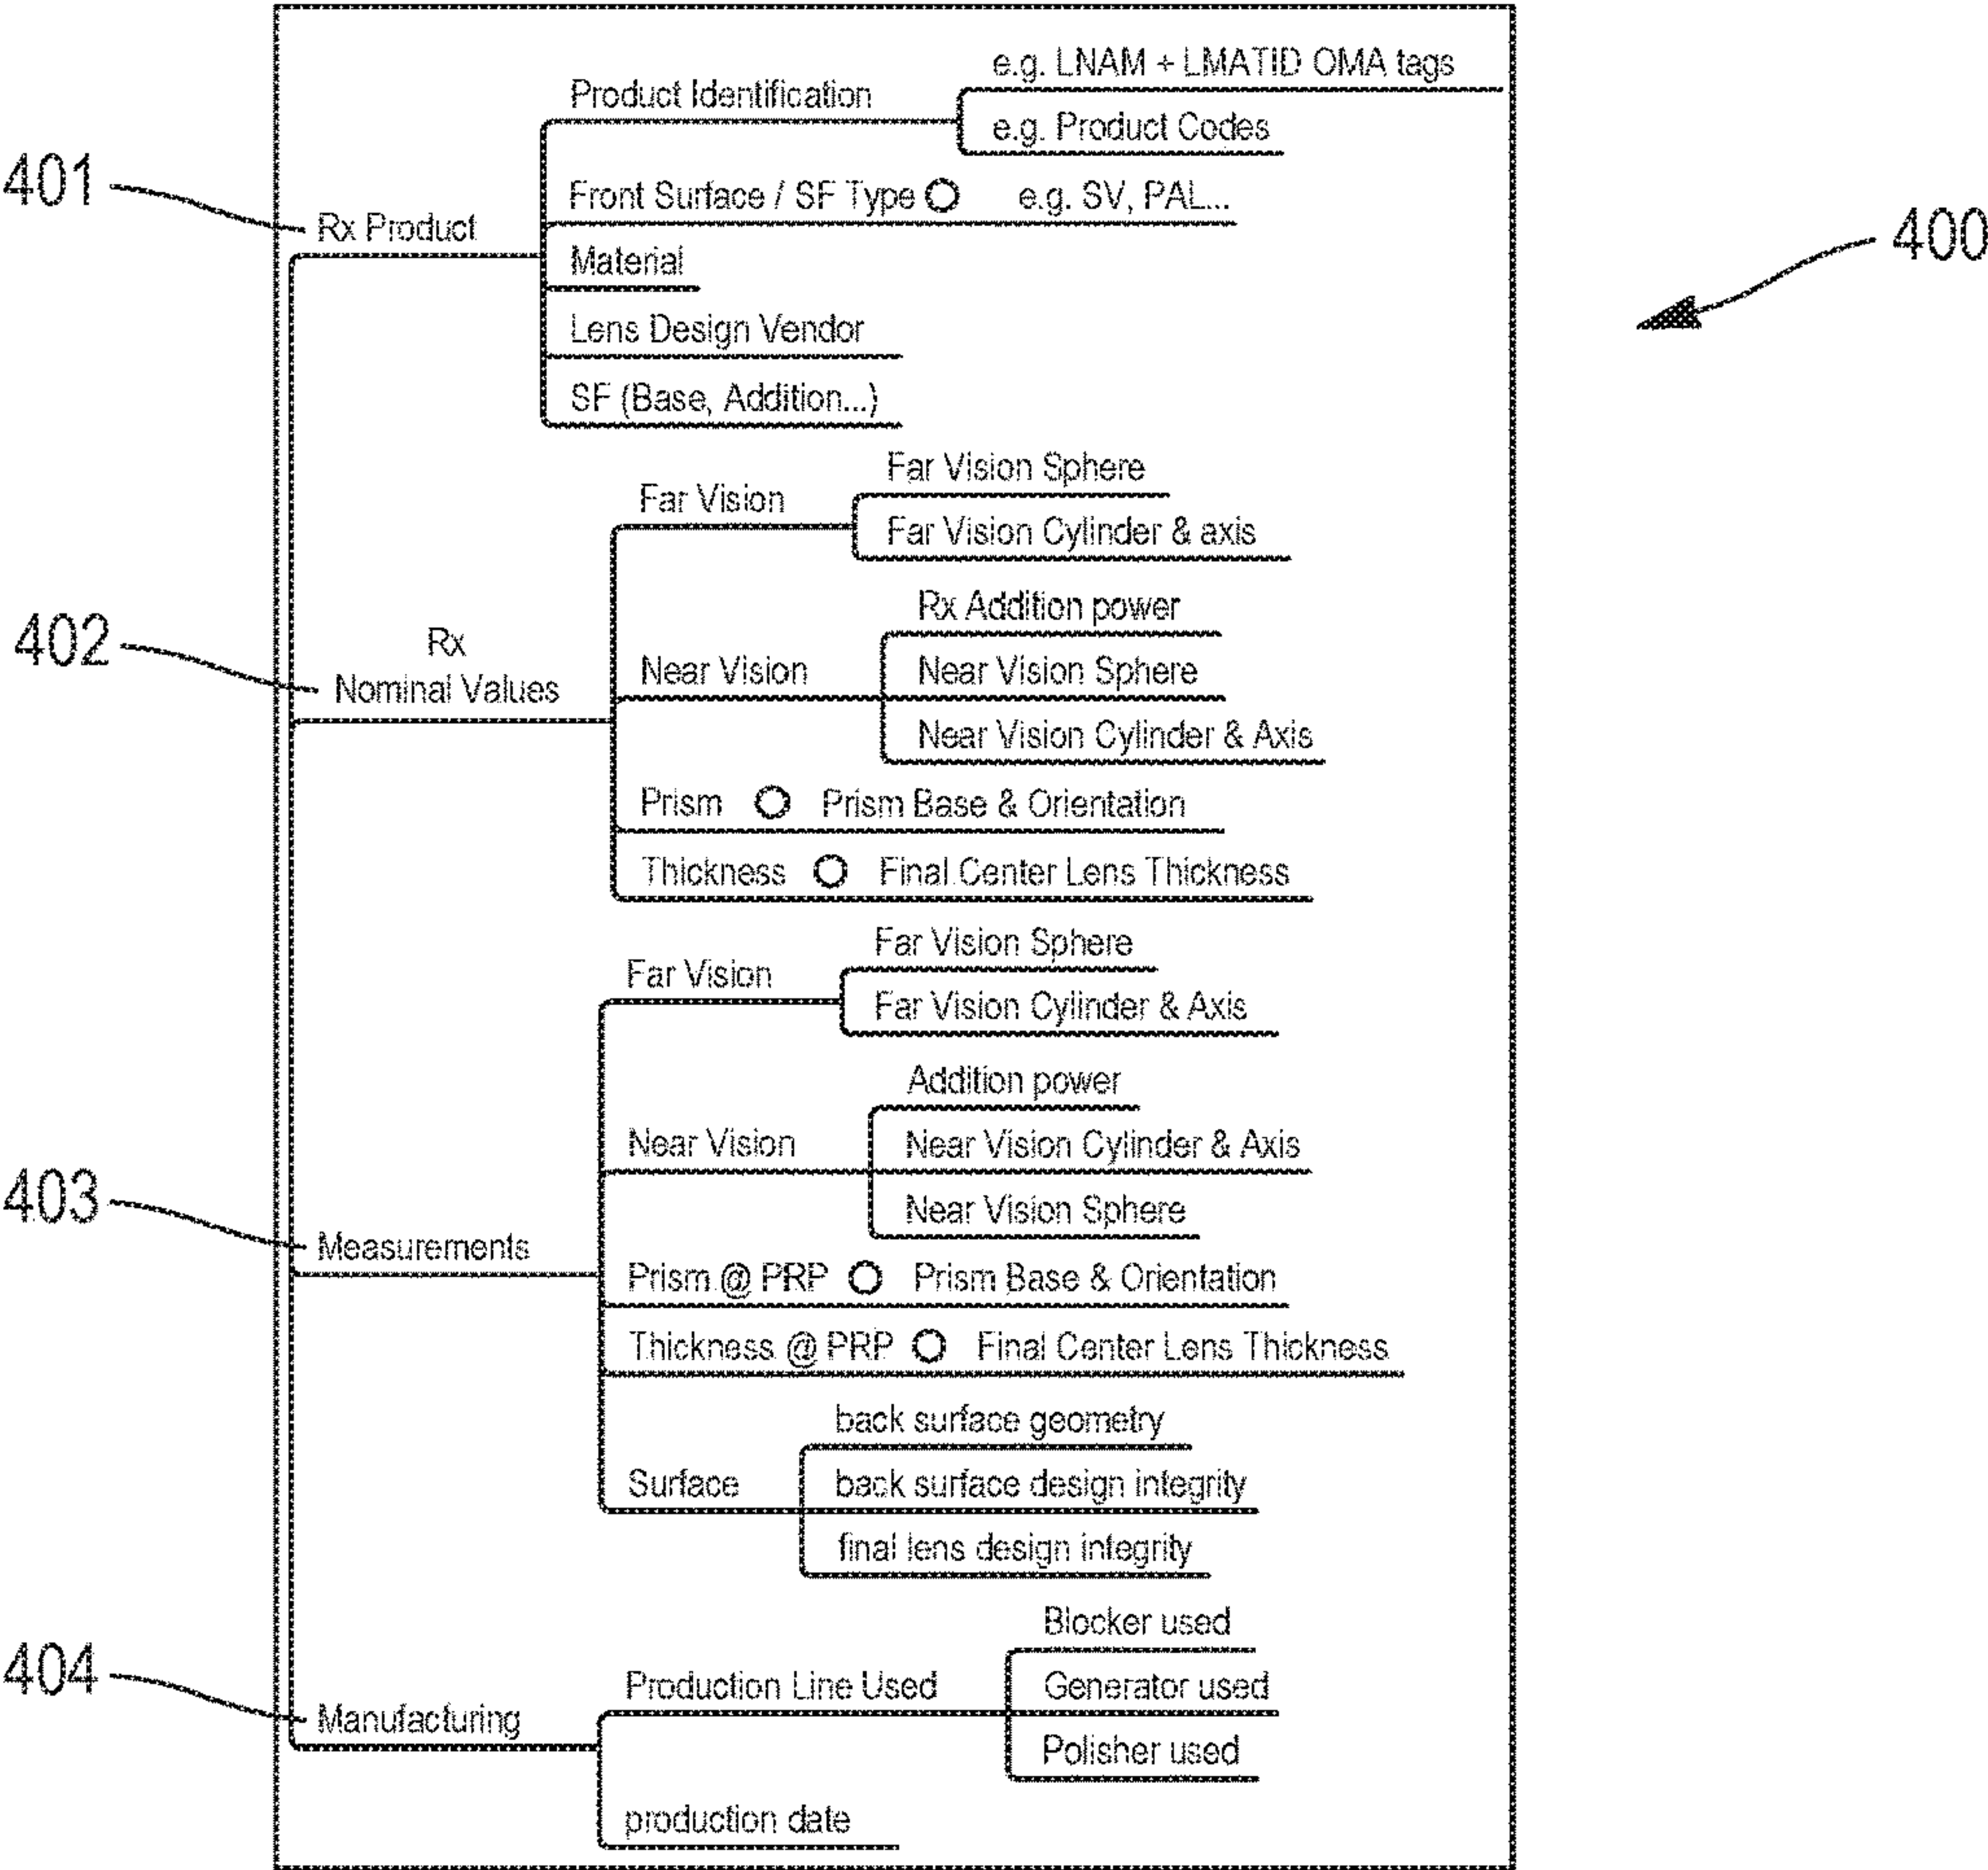 e.g. LNAM + LMATID OMA tags
Product Identification
e.g. Product Codes
401
Front Surface / SF Type e.g. SV, PAL...
Rx Product
400
Material
Lens Design Vendor
SF (Base, Addition...)
Far Vision Sphere
Far Vision
Far Vision Cylinder & axis
Rx Addition power
402
Rx
Nominal Values
Near Vision
Near Vision Sphere
Near Vision Cylinder & Axis
Prism Prism Base & Orientation
Thickness Final Center Lens Thickness
Far Vision Sphere
Far Vision
Far Vision Cylinder & Axis
Addition power
Near Vision
Near Vision Cylinder & Axis
Near Vision Sphere
403
Measurements
Prism @ PRP Prism Base & Orientation
Thickness @ PRP Final Center Lens Thickness
back surface geometry
Surface
back surface design integrity
final lens design integrity
Blocker used
404
Production Line Used
Generator used
Manufacturing
Polisher used
production date